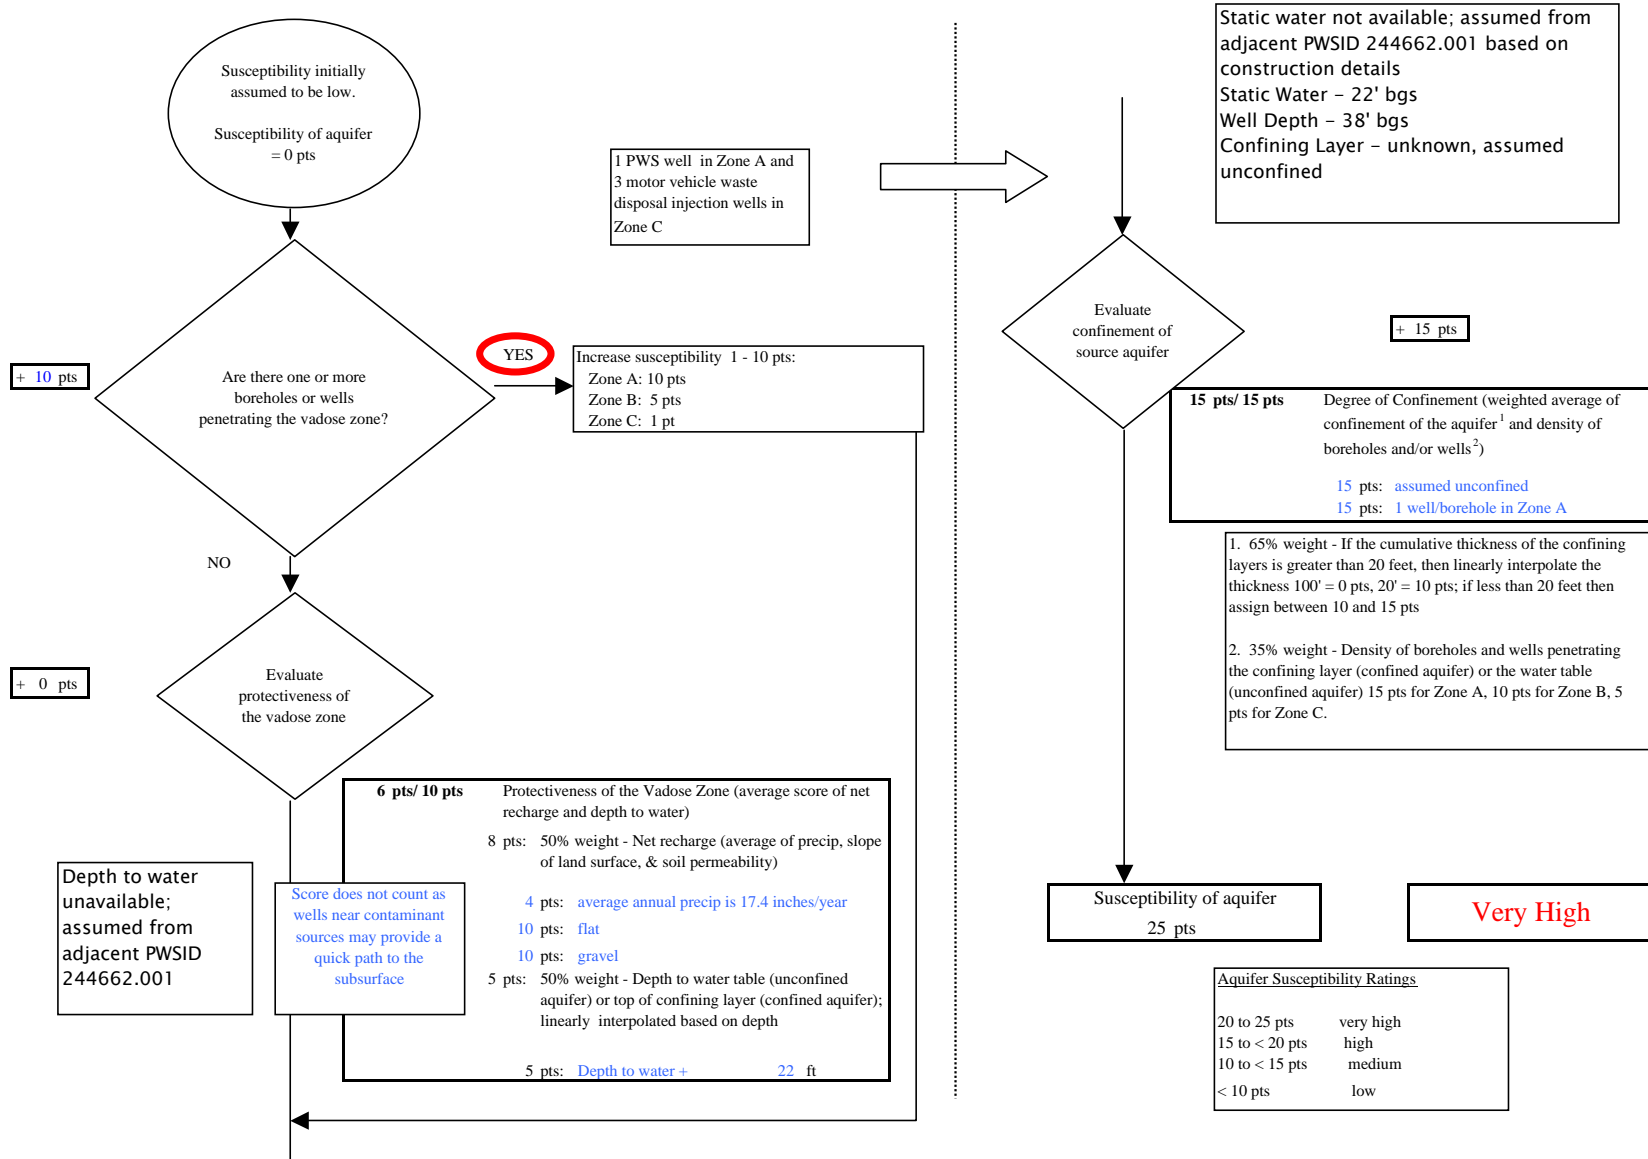 Susceptibility initially
assumed to be low.
Susceptibility of aquifer
= 0 pts
1 PWS well in Zone A and
3 motor vehicle waste
disposal injection wells in
Zone C
+ 10 pts
Are there one or more
boreholes or wells
penetrating the vadose zone?
YES
Increase susceptibility 1 - 10 pts:
Zone A: 10 pts
Zone B: 5 pts
Zone C: 1 pt
NO
+ 0 pts
Evaluate
protectiveness of
the vadose zone
6 pts/ 10 pts
Protectiveness of the Vadose Zone (average score of net
recharge and depth to water)
8 pts: 50% weight - Net recharge (average of precip, slope
of land surface, & soil permeability)
4 pts: average annual precip is 17.4 inches/year
10 pts: flat
10 pts: gravel
5 pts: 50% weight - Depth to water table (unconfined
aquifer) or top of confining layer (confined aquifer);
linearly interpolated based on depth
5 pts: Depth to water + 22 ft
Depth to water
unavailable;
assumed from
adjacent PWSID
244662.001
Score does not count as
wells near contaminant
sources may provide a
quick path to the
subsurface
Static water not available; assumed from
adjacent PWSID 244662.001 based on
construction details
Static Water – 22' bgs
Well Depth – 38' bgs
Confining Layer – unknown, assumed
unconfined
Evaluate
confinement of
source aquifer
+ 15 pts
15 pts/ 15 pts
Degree of Confinement (weighted average of
confinement of the aquifer1 and density of
boreholes and/or wells2)
15 pts: assumed unconfined
15 pts: 1 well/borehole in Zone A
1. 65% weight - If the cumulative thickness of the confining
layers is greater than 20 feet, then linearly interpolate the
thickness 100' = 0 pts, 20' = 10 pts; if less than 20 feet then
assign between 10 and 15 pts
2. 35% weight - Density of boreholes and wells penetrating
the confining layer (confined aquifer) or the water table
(unconfined aquifer) 15 pts for Zone A, 10 pts for Zone B, 5
pts for Zone C.
Susceptibility of aquifer
25 pts
Very High
Aquifer Susceptibility Ratings
20 to 25 pts very high
15 to < 20 pts high
10 to < 15 pts medium
< 10 pts low